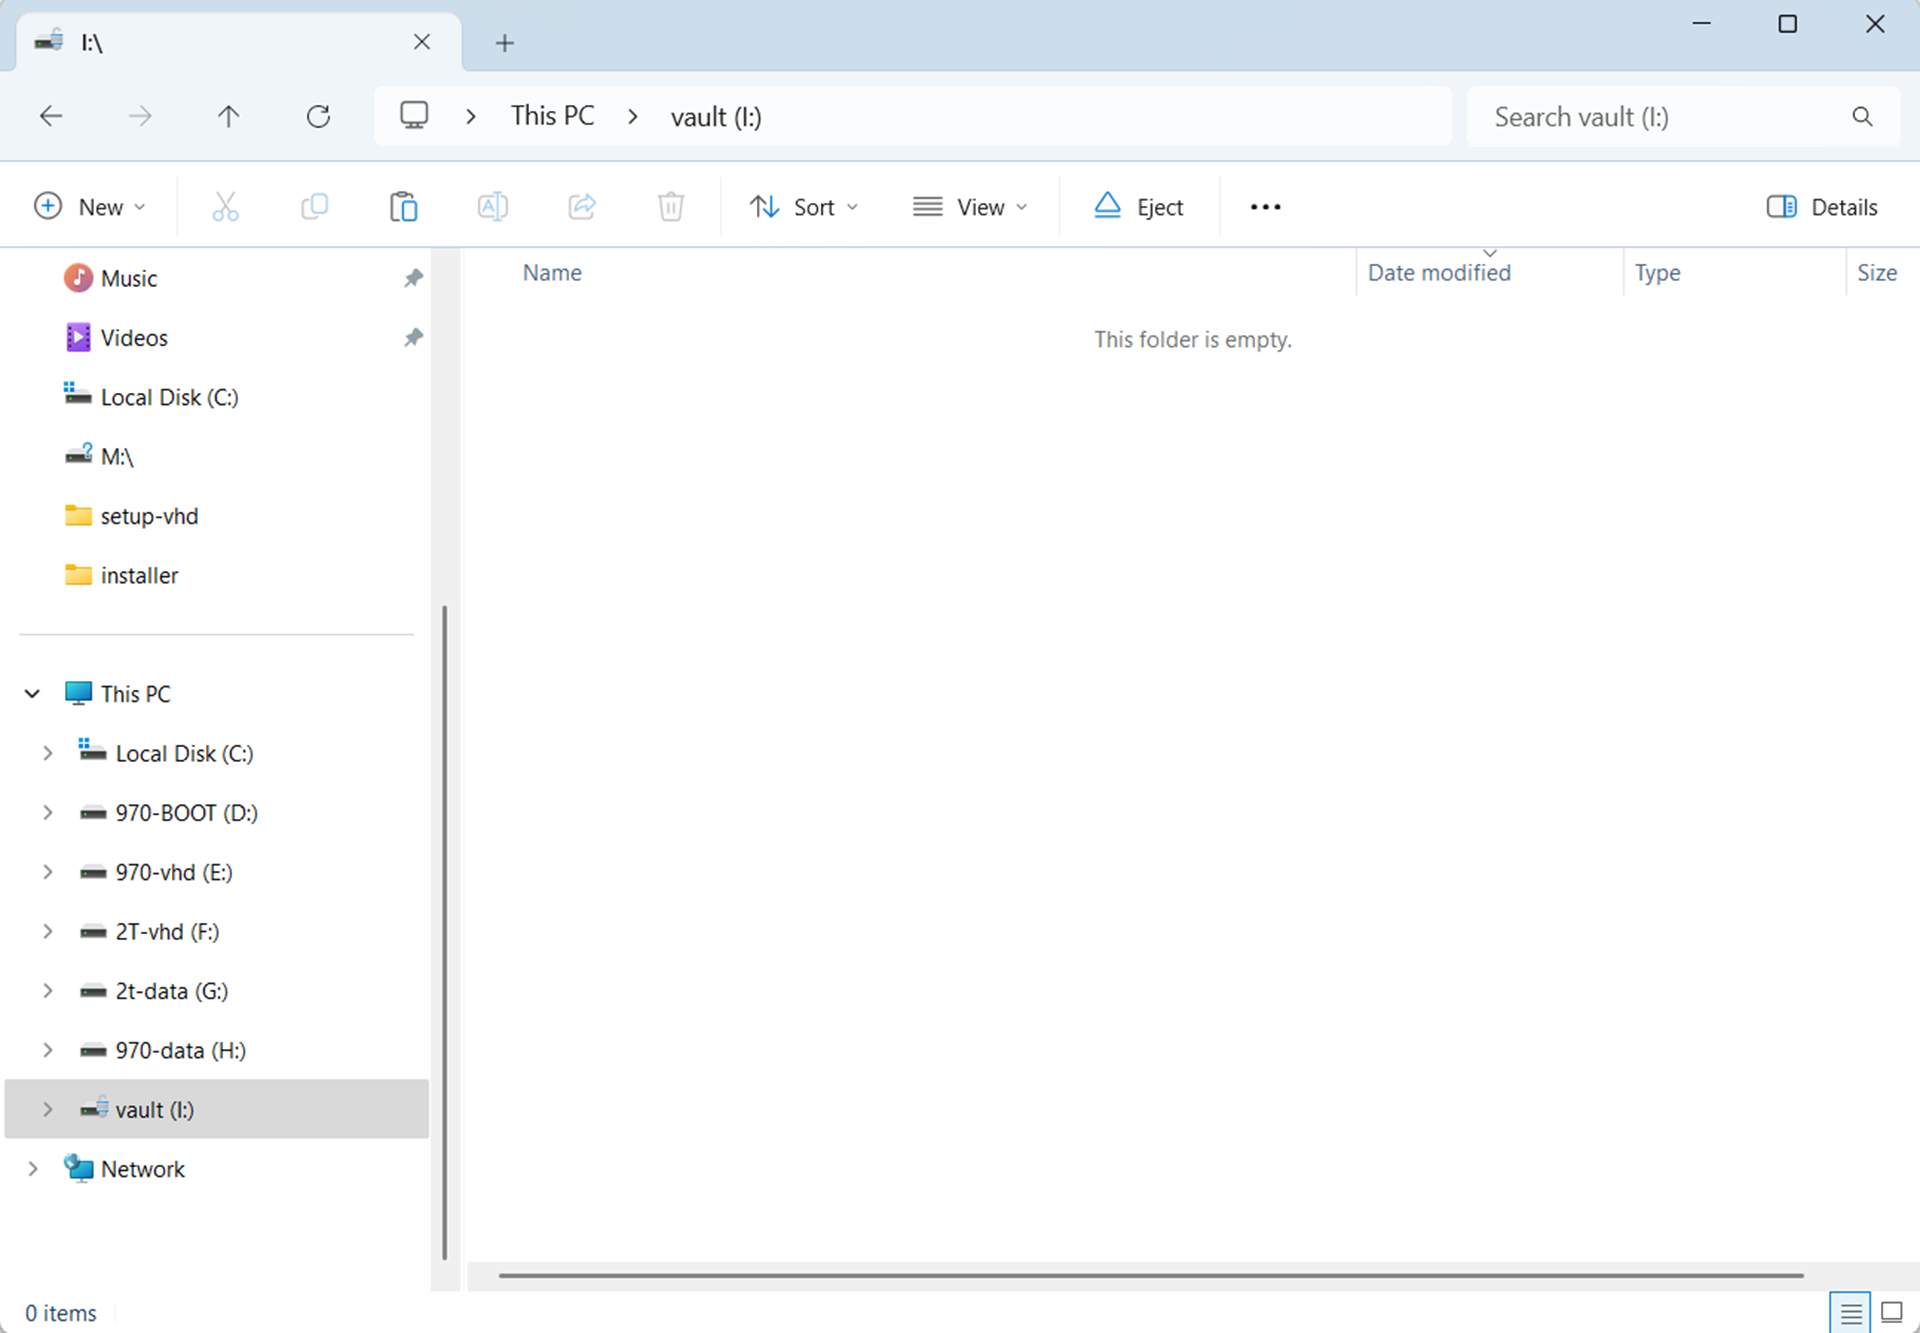 I:\
This PC
vault (I:)
Search vault (I:)
New
Sort
View
Eject
Details
Music
Videos
Local Disk (C:)
M:\
setup-vhd
installer
This PC
Local Disk (C:)
970-BOOT (D:)
970-vhd (E:)
2T-vhd (F:)
2t-data (G:)
970-data (H:)
vault (I:)
Network
Name
Date modified
Type
Size
This folder is empty.
0 items